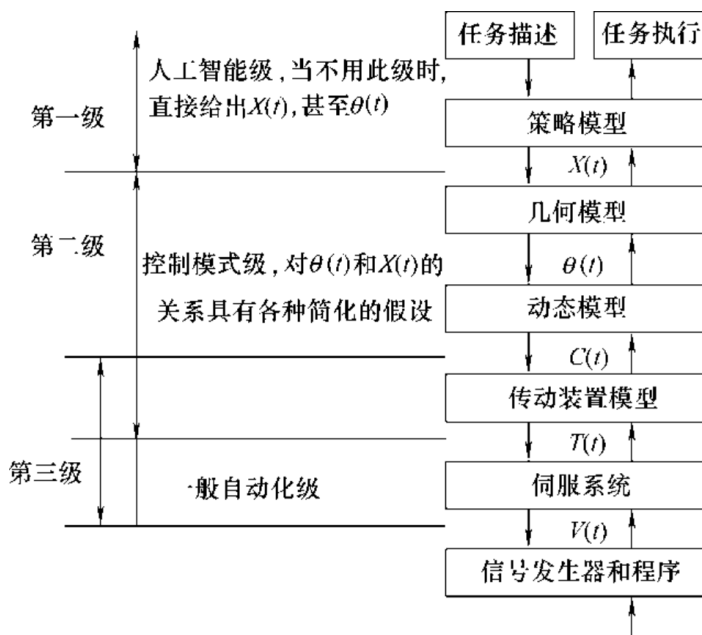 任务描述
任务执行
人工智能级,当不用此级时,
直接给出X(t),甚至θ(t)
第一级
策略模型
X(t)
几何模型
第二级
控制模式级,对θ(t)和X(t)的
关系具有各种简化的假设
θ(t)
动态模型
C(t)
传动装置模型
T(t)
第三级
一般自动化级
伺服系统
V(t)
信号发生器和程序